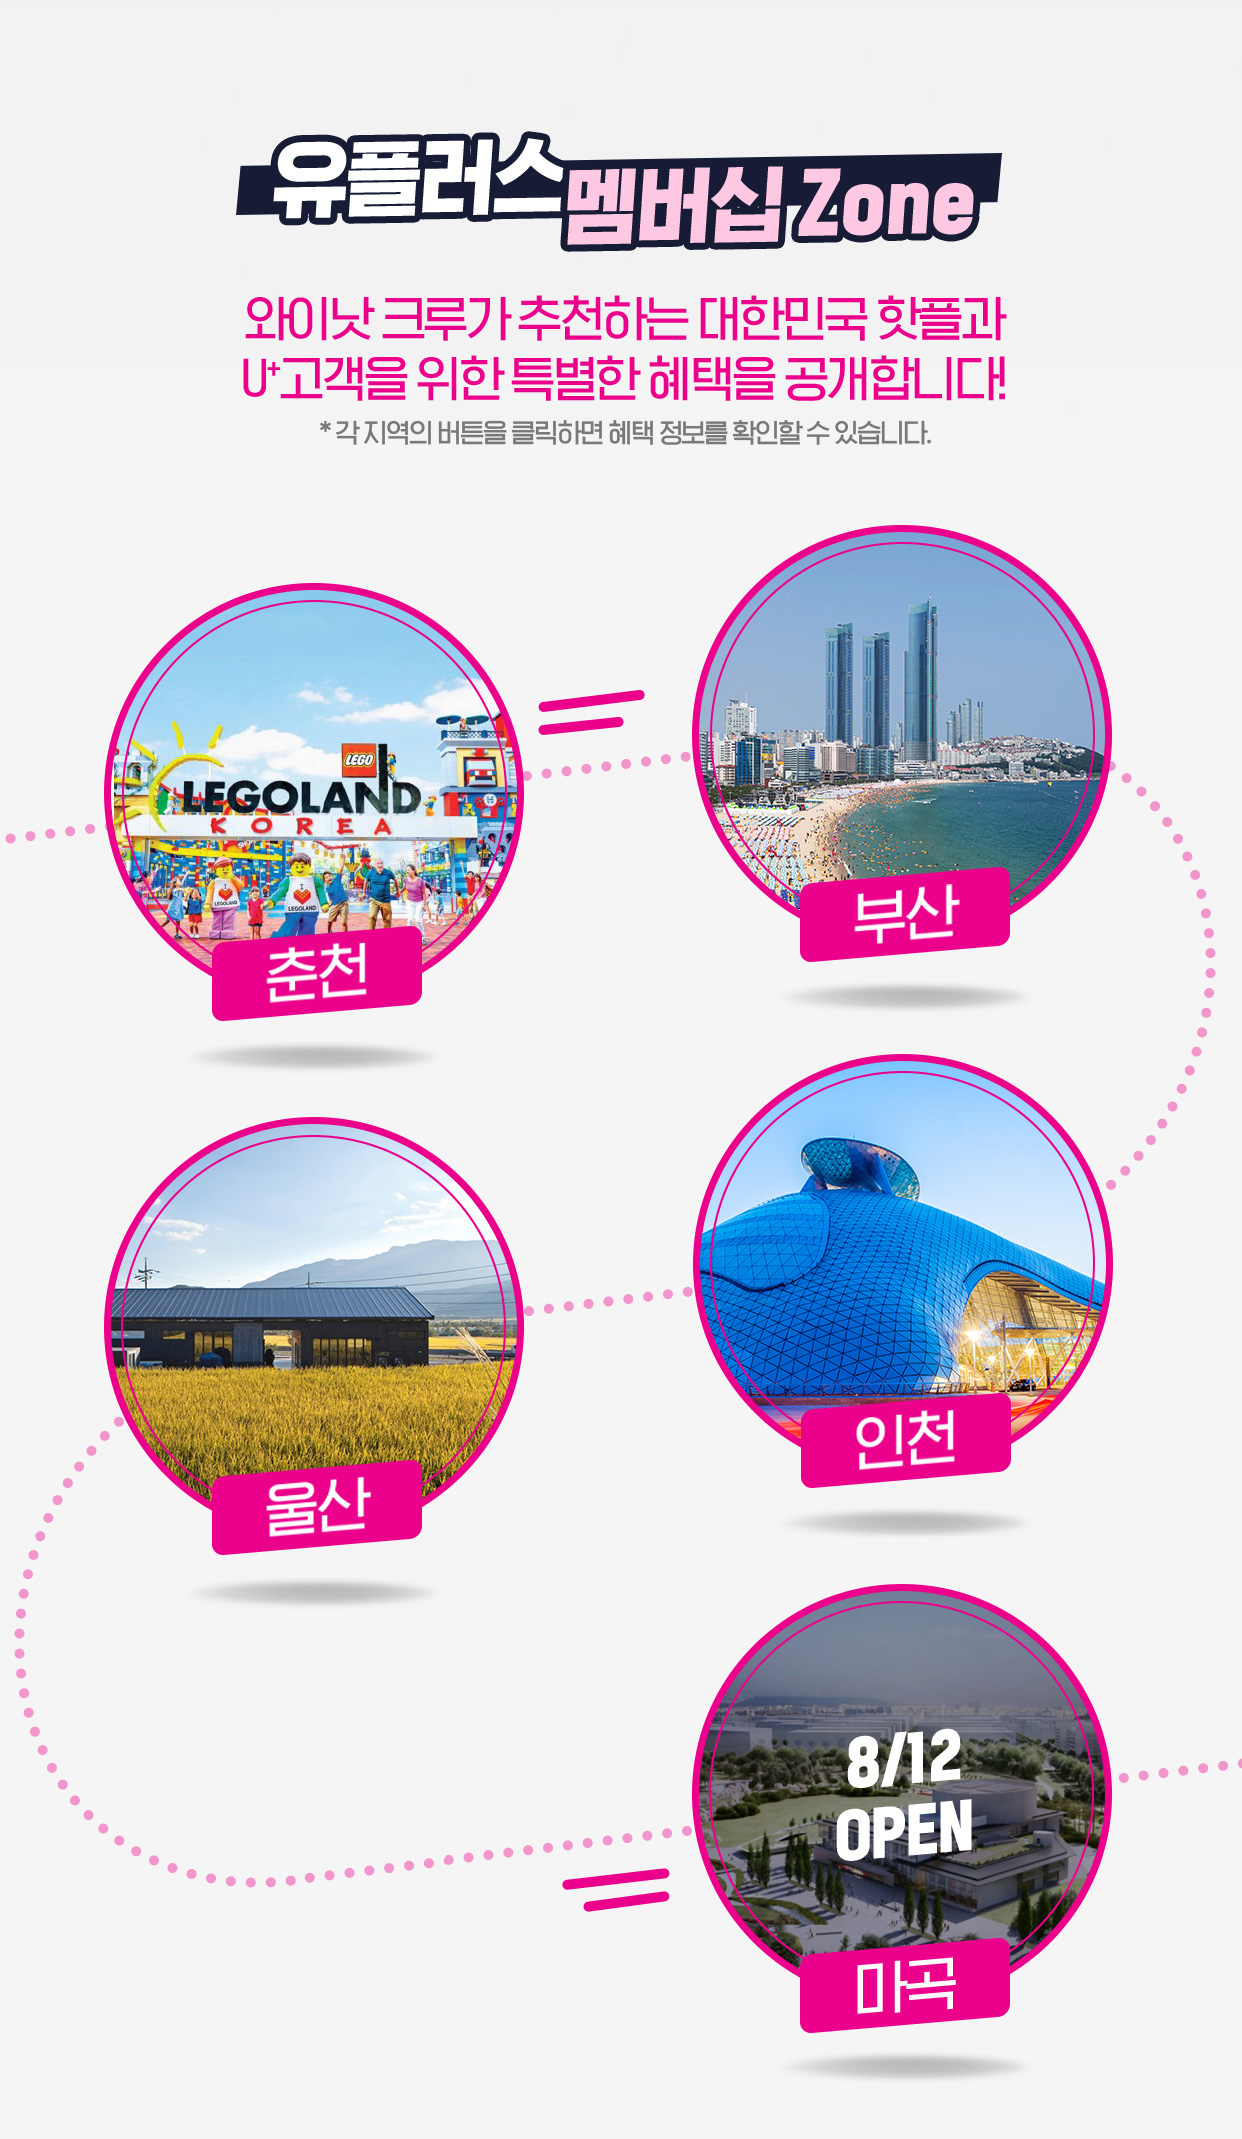 유플러스 멤버십 Zone
와이낫 크루가 추천하는 대한민국 핫플과
U+고객을 위한 특별한 혜택을 공개합니다!
* 각 지역의 버튼을 클릭하면 혜택 정보를 확인할 수 있습니다.
LEGO
LEGOLAND
KOREA
I
LEGOLAND
I
LEGOLAND
춘천
부산
울산
인천
8/12
OPEN
마곡